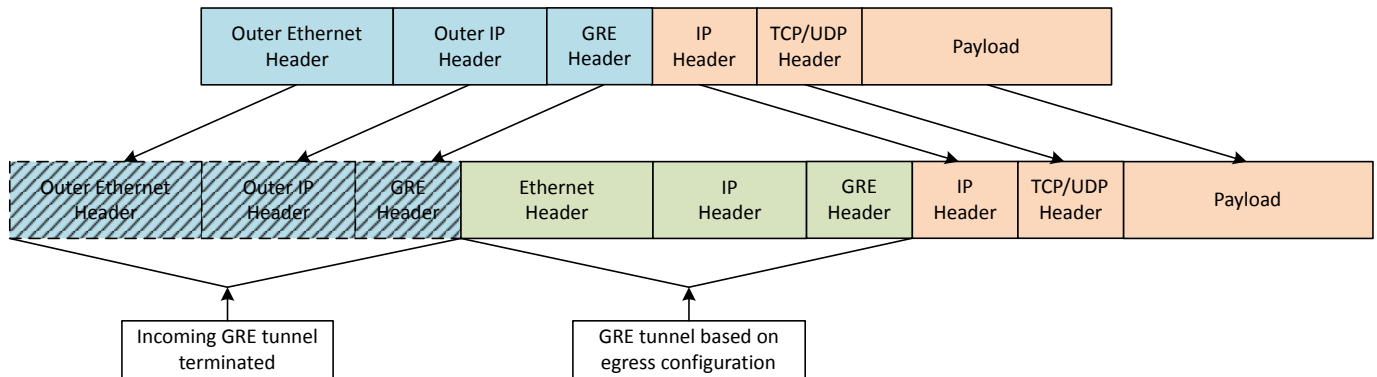 Outer Ethernet Header
Outer IP Header
GRE Header
IP Header
TCP/UDP Header
Payload
Outer Ethernet Header
Outer IP Header
GRE Header
Ethernet Header
IP Header
GRE Header
IP Header
TCP/UDP Header
Payload
Incoming GRE tunnel
terminated
GRE tunnel based on
egress configuration